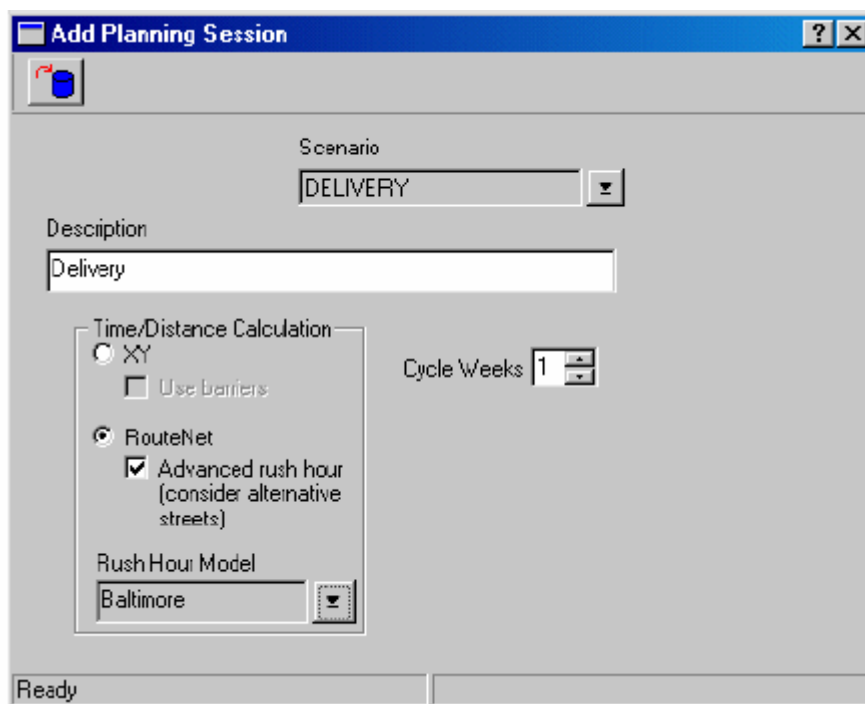 Add Planning Session
Scenario
DELIVERY
Description
Delivery
Time/Distance Calculation
XY
Use barriers
Cycle Weeks 1
RouteNet
Advanced rush hour
(consider alternative
streets)
Rush Hour Model
Baltimore
Ready